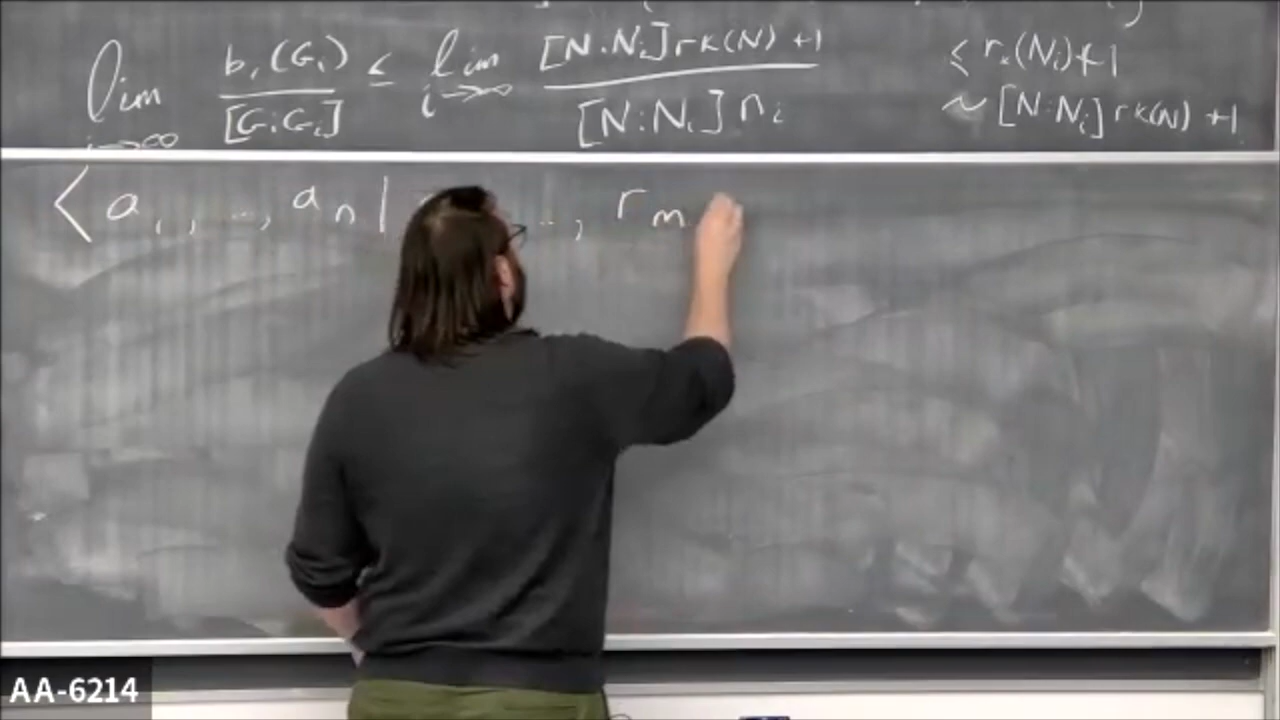 lim i→∞ b₁(Gᵢ) / [G:Gᵢ] ≤ lim i→∞ [N:Nᵢ] rk(N) +1 / [N:Nᵢ] nᵢ
≤ rₖ(Nᵢ)+1
~ [N:Nᵢ] rk(N) +1
⟨ a₁, ..., aₙ | .., rₘ
AA-6214